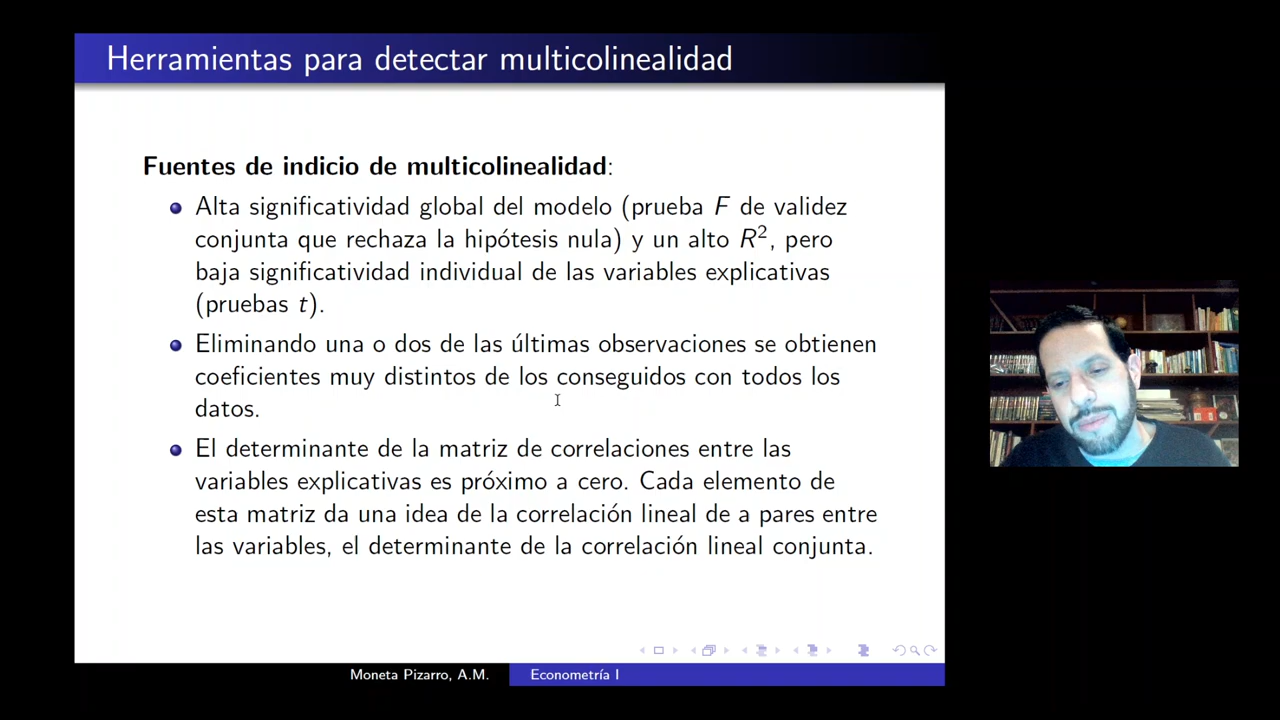 Herramientas para detectar multicolinealidad
Fuentes de indicio de multicolinealidad:
Alta significatividad global del modelo (prueba F de validez
conjunta que rechaza la hipótesis nula) y un alto R², pero
baja significatividad individual de las variables explicativas
(pruebas t).
Eliminando una o dos de las últimas observaciones se obtienen
coeficientes muy distintos de los conseguidos con todos los
datos.
El determinante de la matriz de correlaciones entre las
variables explicativas es próximo a cero. Cada elemento de
esta matriz da una idea de la correlación lineal de a pares entre
las variables, el determinante de la correlación lineal conjunta.
Moneta Pizarro, A.M.
Econometría I